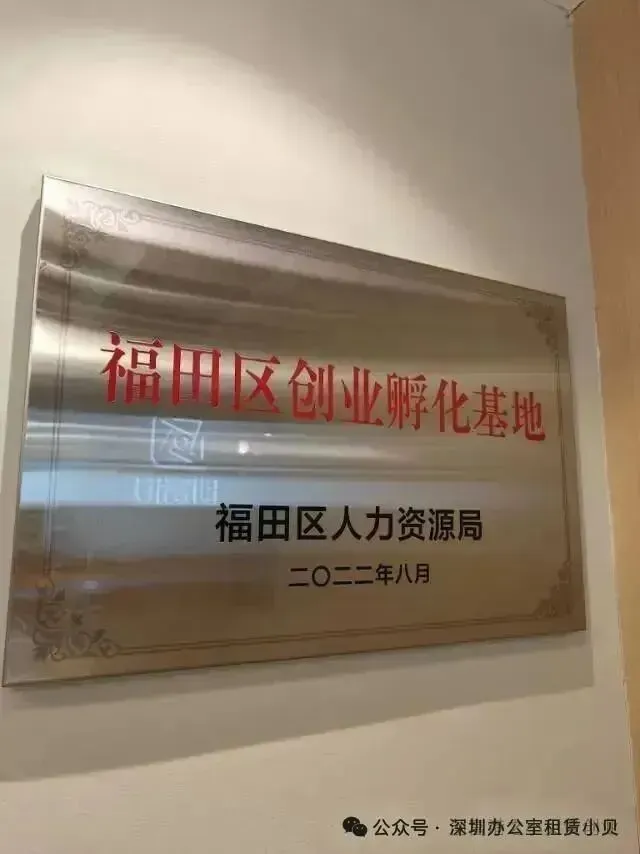 福田区创业孵化基地
福田区人力资源局
二〇二二年八月
公众号·深圳办公室租赁小贝